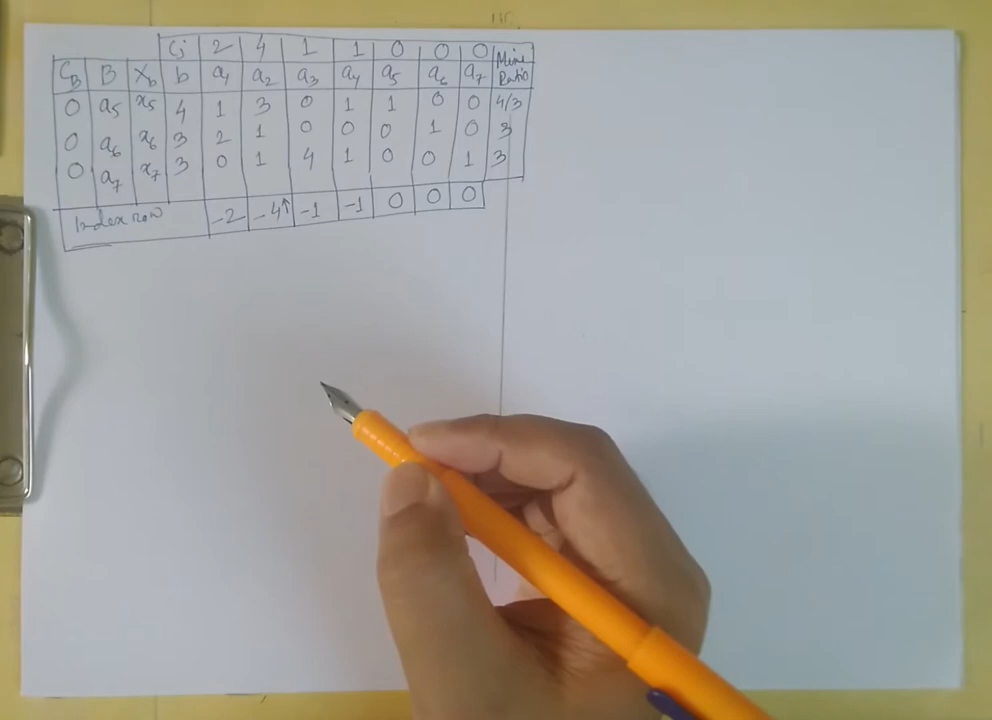 Cj 2 4 1 1 0 0 0 Mini
CB B Xb b a1 a2 a3 a4 a5 a6 a7 Ratio
0 a5 x5 4 1 3 0 1 1 0 0 4/3
0 a6 x6 3 2 1 0 0 0 1 0 3
0 a7 x7 3 0 1 4 1 0 0 1 3
Index row -2 -4↑ -1 -1 0 0 0